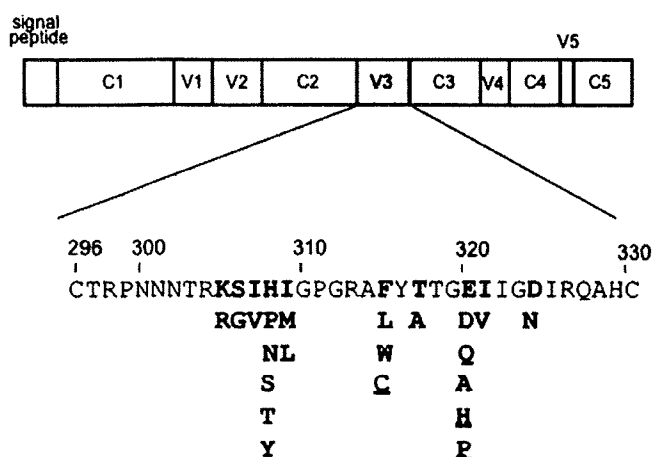 signal
peptide
V5
C1 V1 V2 C2 V3 C3 V4 C4 C5
296 300 310 320 330
CTRPNNNTRKSIHIGPGRAFYTTGEIIGDIRQAHC
RGVPM L A DV N
NL W Q
S C A
T H
Y P